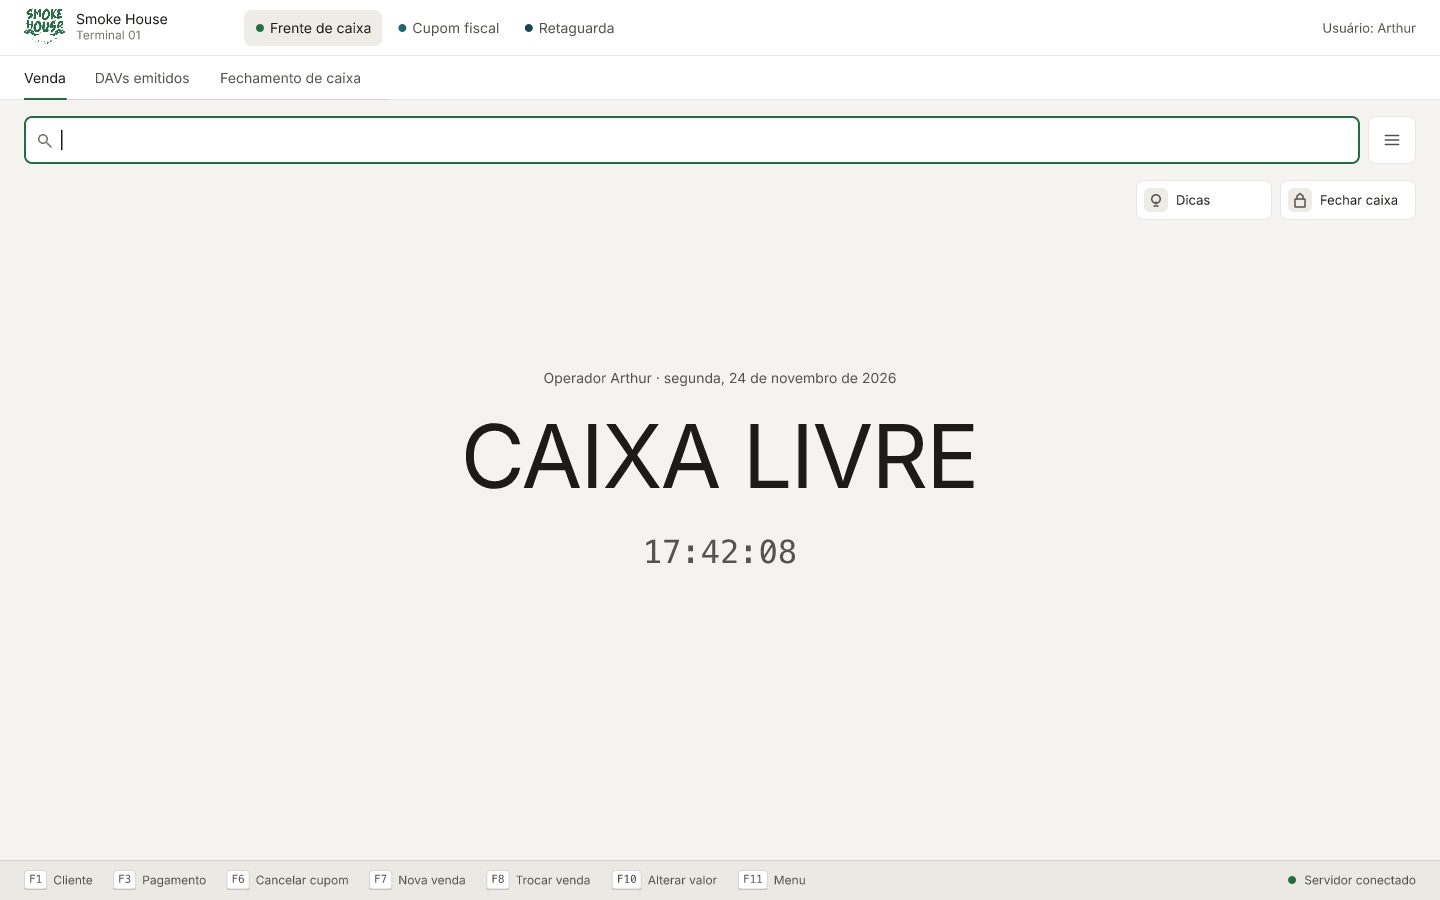 SMOKE
HOUSE
Smoke House
Terminal 01
Frente de caixa
Cupom fiscal
Retaguarda
Usuário: Arthur
Venda
DAVs emitidos
Fechamento de caixa
Dicas
Fechar caixa
Operador Arthur · segunda, 24 de novembro de 2026
CAIXA LIVRE
17:42:08
F1 Cliente
F3 Pagamento
F6 Cancelar cupom
F7 Nova venda
F8 Trocar venda
F10 Alterar valor
F11 Menu
Servidor conectado